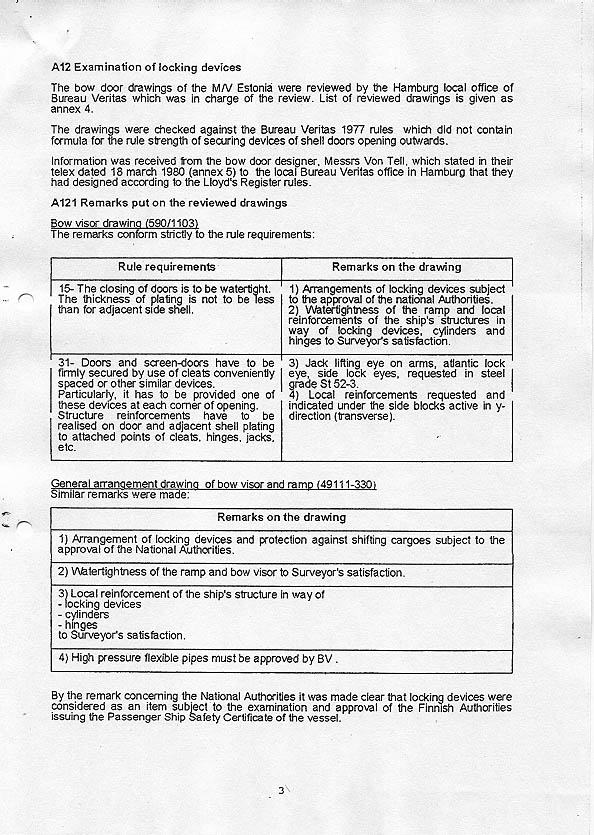 A12 Examination of locking devices
The bow door drawings of the M/V Estonia were reviewed by the Hamburg local office of
Bureau Veritas which was in charge of the review. List of reviewed drawings is given as
annex 4.
The drawings were checked against the Bureau Veritas 1977 rules which did not contain
formula for the rule strength of securing devices of shell doors opening outwards.
Information was received from the bow door designer, Messrs Von Tell, which stated in their
telex dated 18 march 1980 (annex 5) to the local Bureau Veritas office in Hamburg that they
had designed according to the Lloyd's Register rules.
A121 Remarks put on the reviewed drawings
Bow visor drawing (590/1103)
The remarks conform strictly to the rule requirements:
Rule requirements
Remarks on the drawing
15- The closing of doors is to be watertight.
The thickness of plating is not to be less
than for adjacent side shell.
1) Arrangements of locking devices subject
to the approval of the national Authorities.
2) Watertightness of the ramp and local
reinforcements of the ship's structures in
way of locking devices, cylinders and
hinges to Surveyor's satisfaction.
31- Doors and screen-doors have to be
firmly secured by use of cleats conveniently
spaced or other similar devices.
Particularly, it has to be provided one of
these devices at each corner of opening.
Structure reinforcements have to be
realised on door and adjacent shell plating
to attached points of cleats, hinges, jacks,
etc.
3) Jack lifting eye on arms, atlantic lock
eye, side lock eyes, requested in steel
grade St 52-3.
4) Local reinforcements requested and
indicated under the side blocks active in y-
direction (transverse).
General arrangement drawing of bow visor and ramp (49111-330)
Similar remarks were made:
Remarks on the drawing
1) Arrangement of locking devices and protection against shifting cargoes subject to the
approval of the National Authorities.
2) Watertightness of the ramp and bow visor to Surveyor's satisfaction.
3) Local reinforcement of the ship's structure in way of
- locking devices
- cylinders
- hinges
to Surveyor's satisfaction.
4) High pressure flexible pipes must be approved by BV .
By the remark concerning the National Authorities it was made clear that locking devices were
considered as an item subject to the examination and approval of the Finnish Authorities
issuing the Passenger Ship Safety Certificate of the vessel.
3